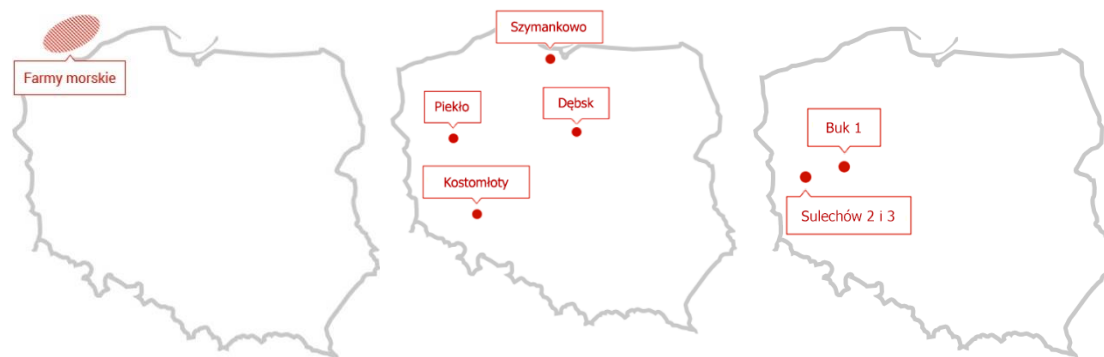 Farmy morskie
Szymankowo
Piekło
Dębsk
Kostomłoty
Buk 1
Sulechów 2 i 3